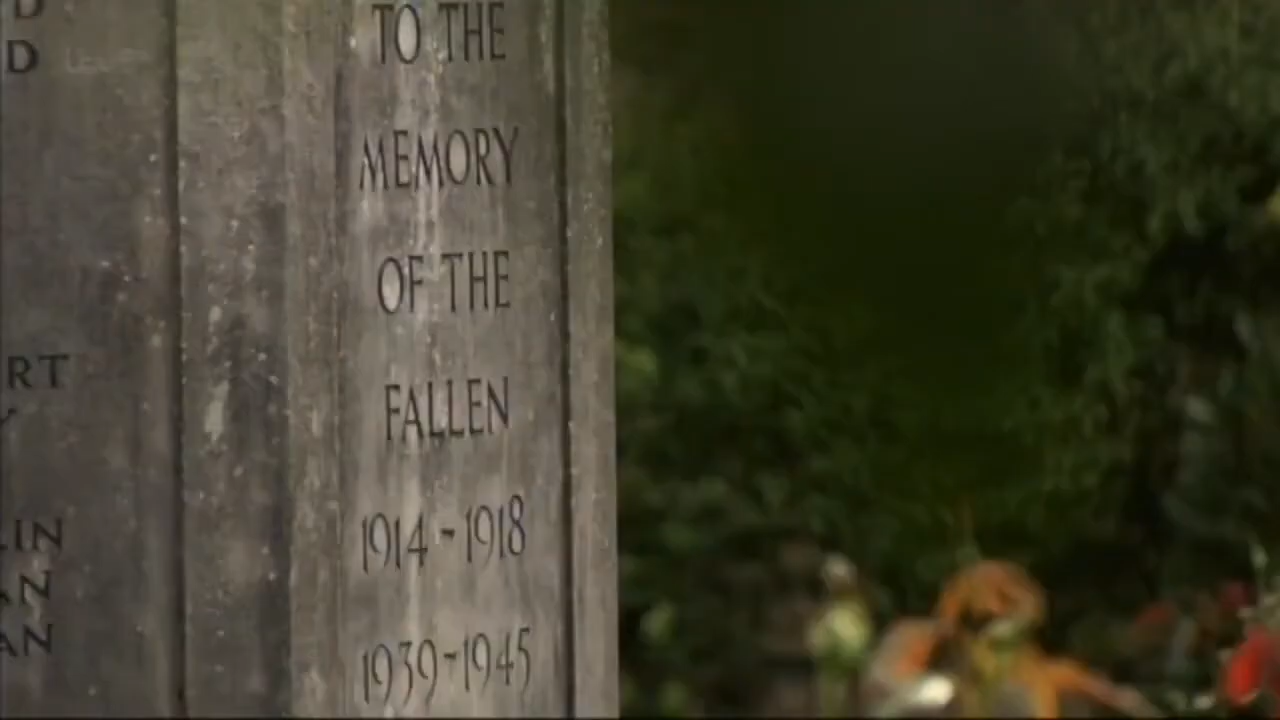 TO THE
MEMORY
OF THE
FALLEN
1914-1918
1939-1945